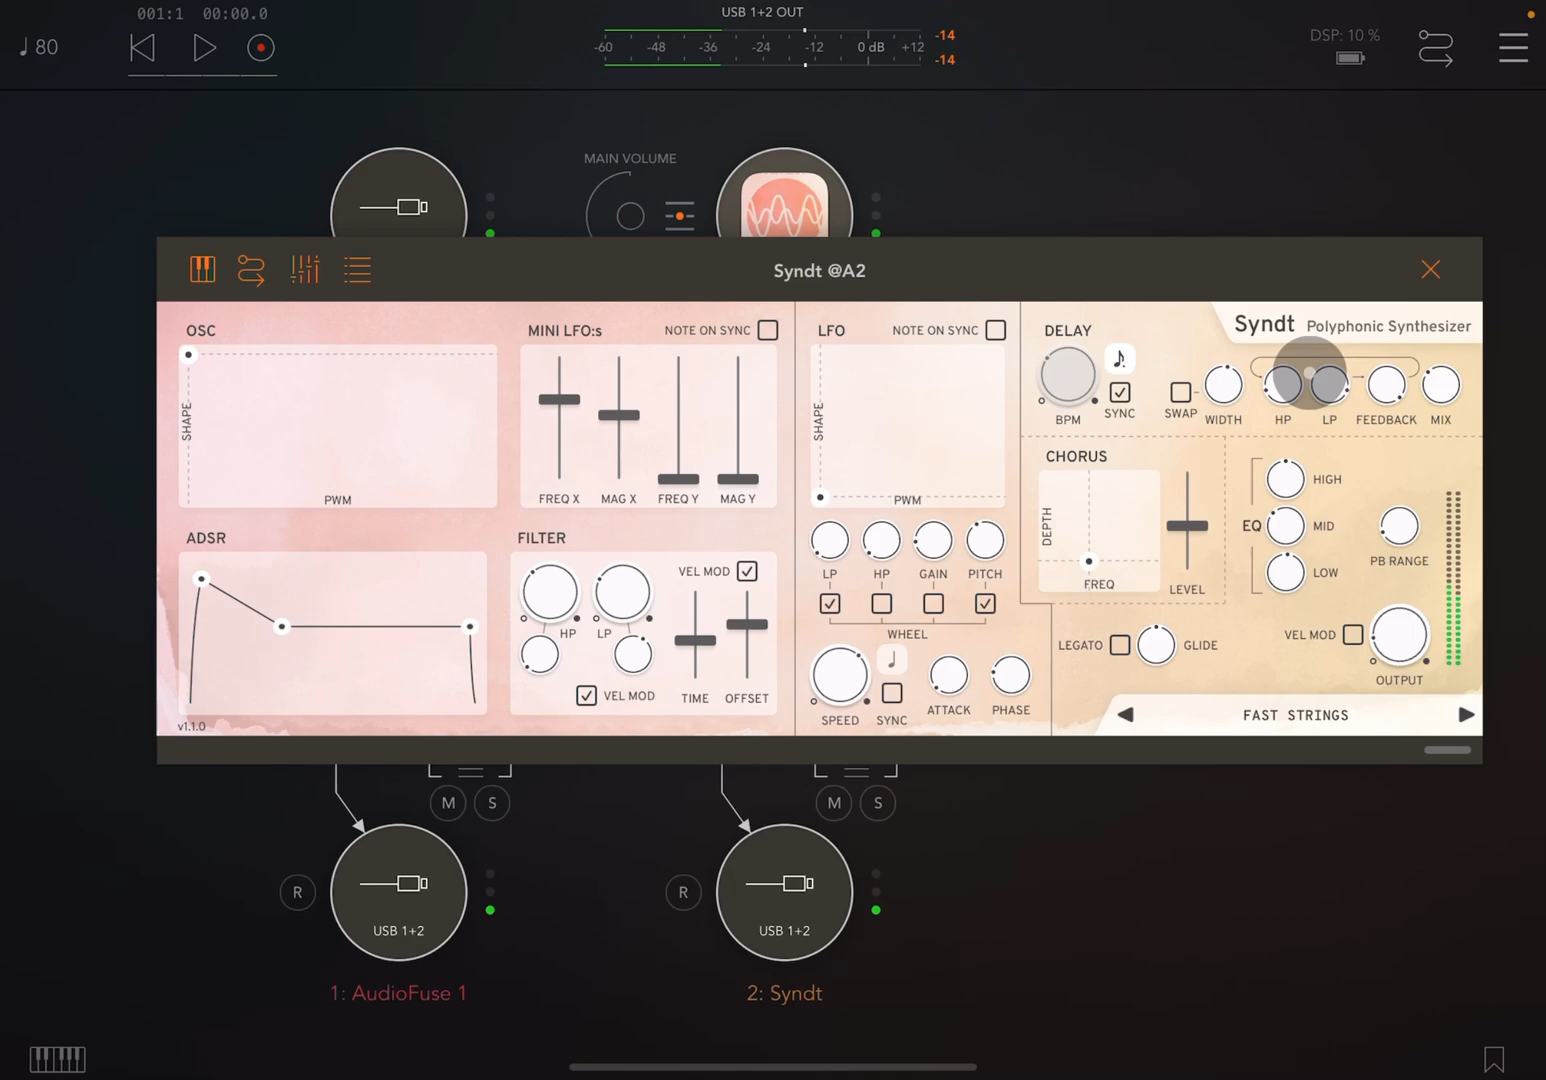 001:1 00:00.0
USB 1+2 OUT
80
-60 -48 -36 -24 -12 0 dB +12
-14
-14
DSP: 10 %
MAIN VOLUME
Syndt @A2
OSC
SHAPE
PWM
MINI LFO:s NOTE ON SYNC
FREQ X MAG X FREQ Y MAG Y
LFO NOTE ON SYNC
SHAPE
PWM
DELAY
Syndt Polyphonic Synthesizer
BPM SYNC SWAP WIDTH HP LP FEEDBACK MIX
CHORUS
DEPTH
FREQ
LEVEL
EQ
HIGH
MID
LOW
PB RANGE
ADSR
FILTER
VEL MOD
HP LP
VEL MOD
TIME OFFSET
LP HP GAIN PITCH
WHEEL
SPEED SYNC ATTACK PHASE
LEGATO GLIDE
VEL MOD
OUTPUT
v1.1.0
FAST STRINGS
M S
M S
R
USB 1+2
R
USB 1+2
1: AudioFuse 1
2: Syndt